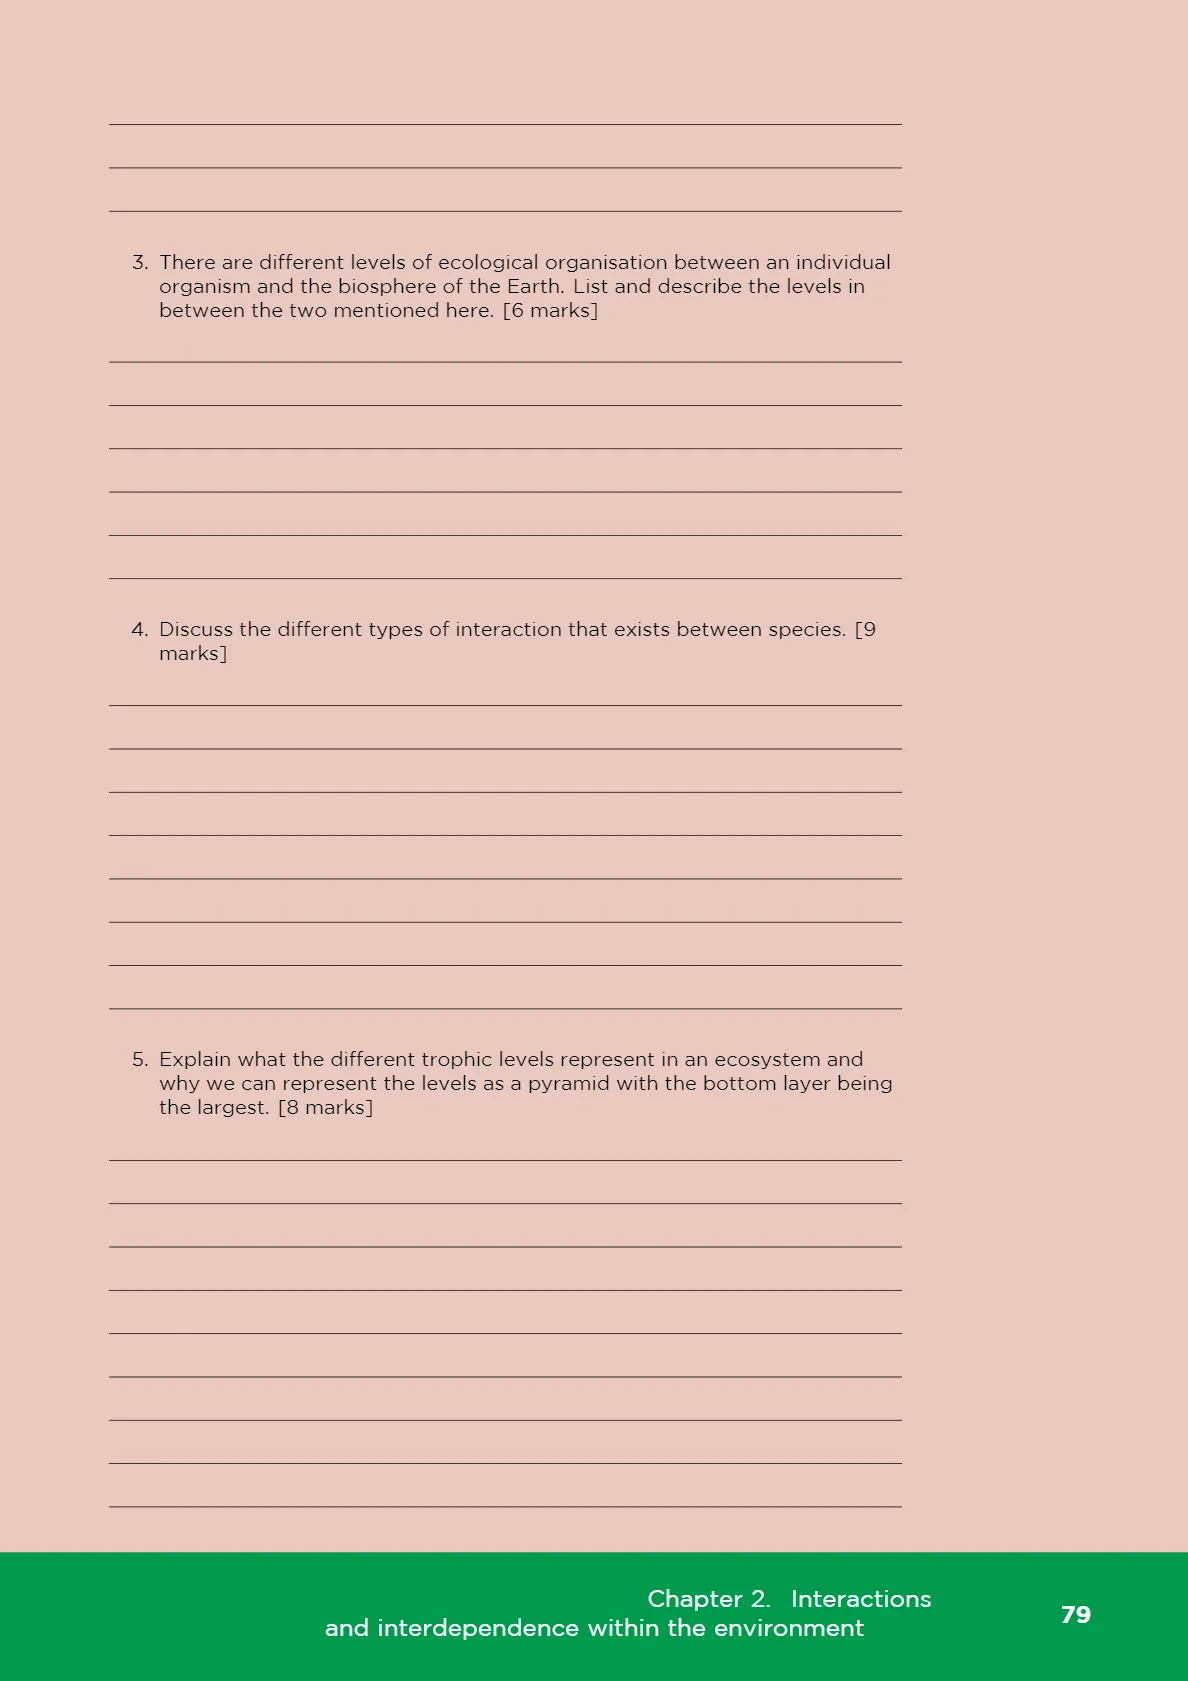 3. There are different levels of ecological organisation between an individual
organism and the biosphere of the Earth. List and describe the levels in
between the two mentioned here. [6 marks]
4. Discuss the different types of interaction that exists between species. [9
marks]
5. Explain what the different trophic levels represent in an ecosystem and
why we can represent the levels as a pyramid with the bottom layer being
the largest. [8 marks]
Chapter 2. Interactions
and interdependence within the environment
79